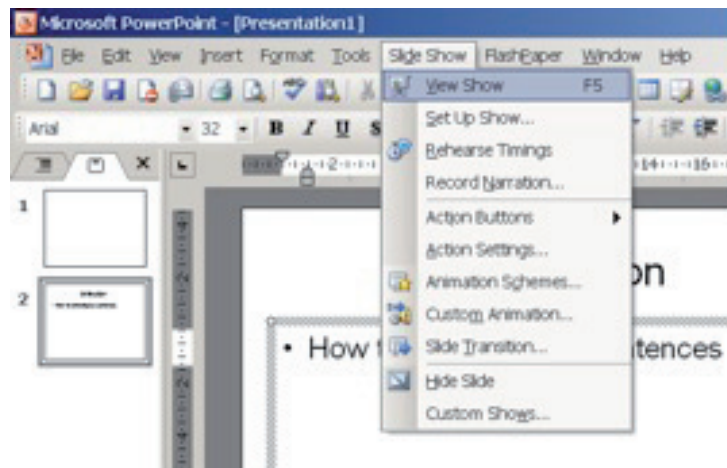 Microsoft PowerPoint - [Presentation1]
File Edit View Insert Format Tools Slide Show FlashPaper Window Help
View Show F5
Arial 32 B I U S
Set Up Show...
Rehearse Timings
Record Narration...
Action Buttons
Action Settings...
Animation Schemes...
Custom Animation...
Slide Transition...
Hide Slide
Custom Shows...
1
2
on
• How t
tences